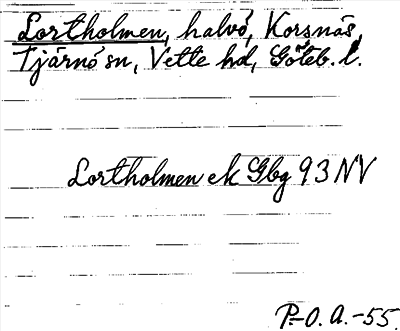 Lortholmen, halvö, Korsnäs,
Tjärnö sn, Vette hd, Göteb. l.
Lortholmen ek Gbg 93 NV
P.-O. A. -55.